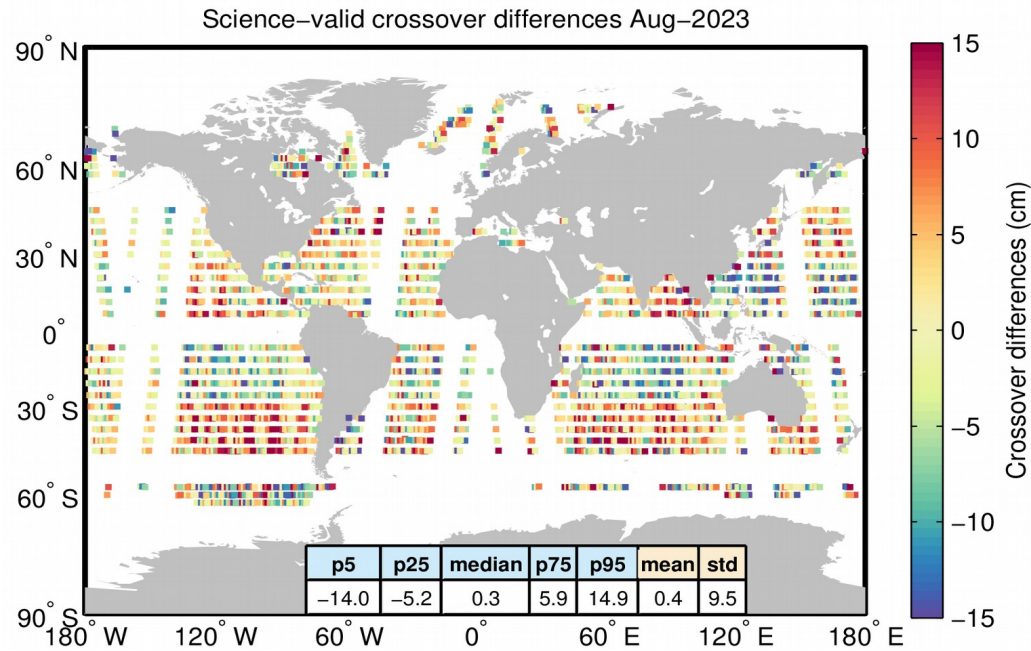 Science−valid crossover differences Aug−2023
90° N
60° N
30° N
0°
30° S
60° S
90° S
180° W
120° W
60° W
0°
60° E
120° E
180° E
p5 p25 median p75 p95 mean std
−14.0 −5.2 0.3 5.9 14.9 0.4 9.5
15
10
5
0
−5
−10
−15
Crossover differences (cm)